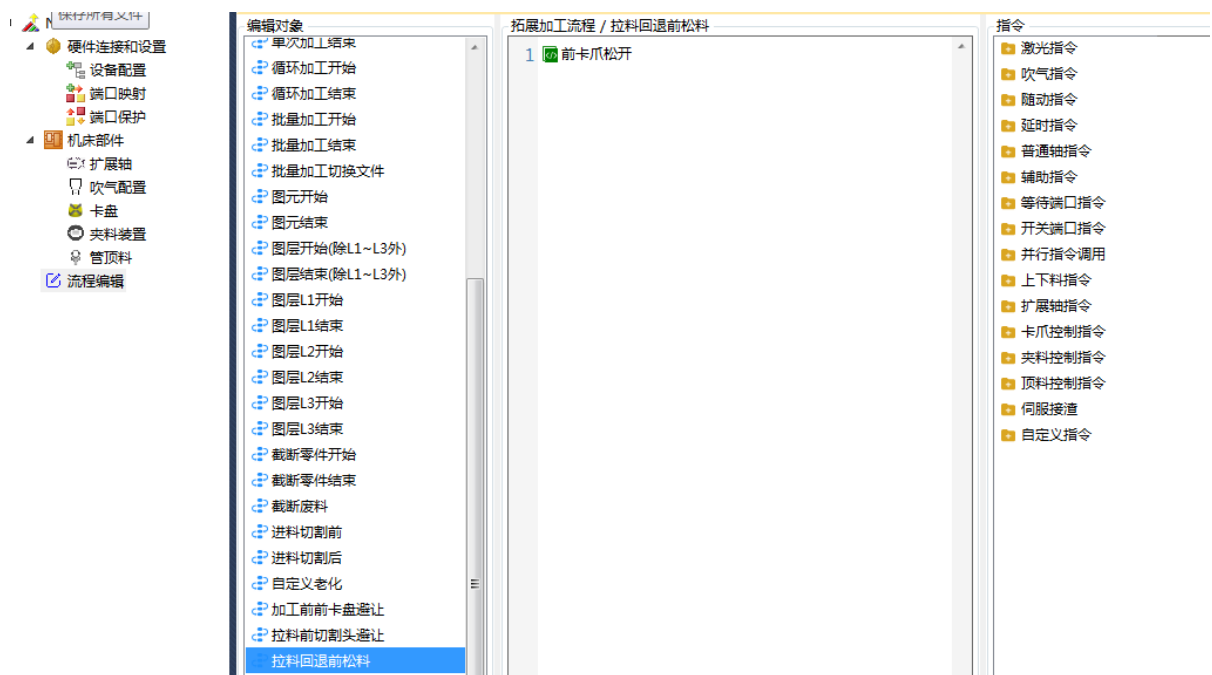 保存所有文件
硬件连接和设置
设备配置
端口映射
端口保护
机床部件
扩展轴
吹气配置
卡盘
夹料装置
管顶料
流程编辑
编辑对象
单次加工结束
循环加工开始
循环加工结束
批量加工开始
批量加工结束
批量加工切换文件
图元开始
图元结束
图层开始(除L1~L3外)
图层结束(除L1~L3外)
图层L1开始
图层L1结束
图层L2开始
图层L2结束
图层L3开始
图层L3结束
截断零件开始
截断零件结束
截断废料
进料切割前
进料切割后
自定义老化
加工前前卡盘避让
拉料前切割头避让
拉料回退前松料
拓展加工流程 / 拉料回退前松料
1 前卡爪松开
指令
激光指令
吹气指令
随动指令
延时指令
普通轴指令
辅助指令
等待端口指令
开关端口指令
并行指令调用
上下料指令
扩展轴指令
卡爪控制指令
夹料控制指令
顶料控制指令
伺服接渣
自定义指令